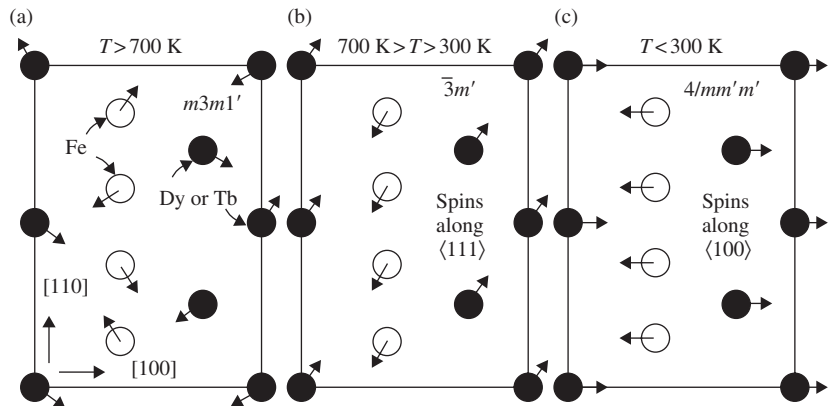 (a)
T > 700 K
m3m1′
Fe
Dy or Tb
[110]
[100]
(b)
700 K > T > 300 K
3̅m′
Spins
along
⟨111⟩
(c)
T < 300 K
4/mm′m′
Spins
along
⟨100⟩